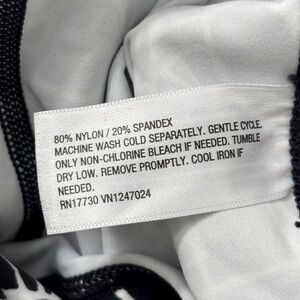 80% NYLON / 20% SPANDEX
MACHINE WASH COLD SEPARATELY. GENTLE CYCLE.
ONLY NON-CHLORINE BLEACH IF NEEDED. TUMBLE
DRY LOW. REMOVE PROMPTLY. COOL IRON IF
NEEDED.
RN17730 VN1247024